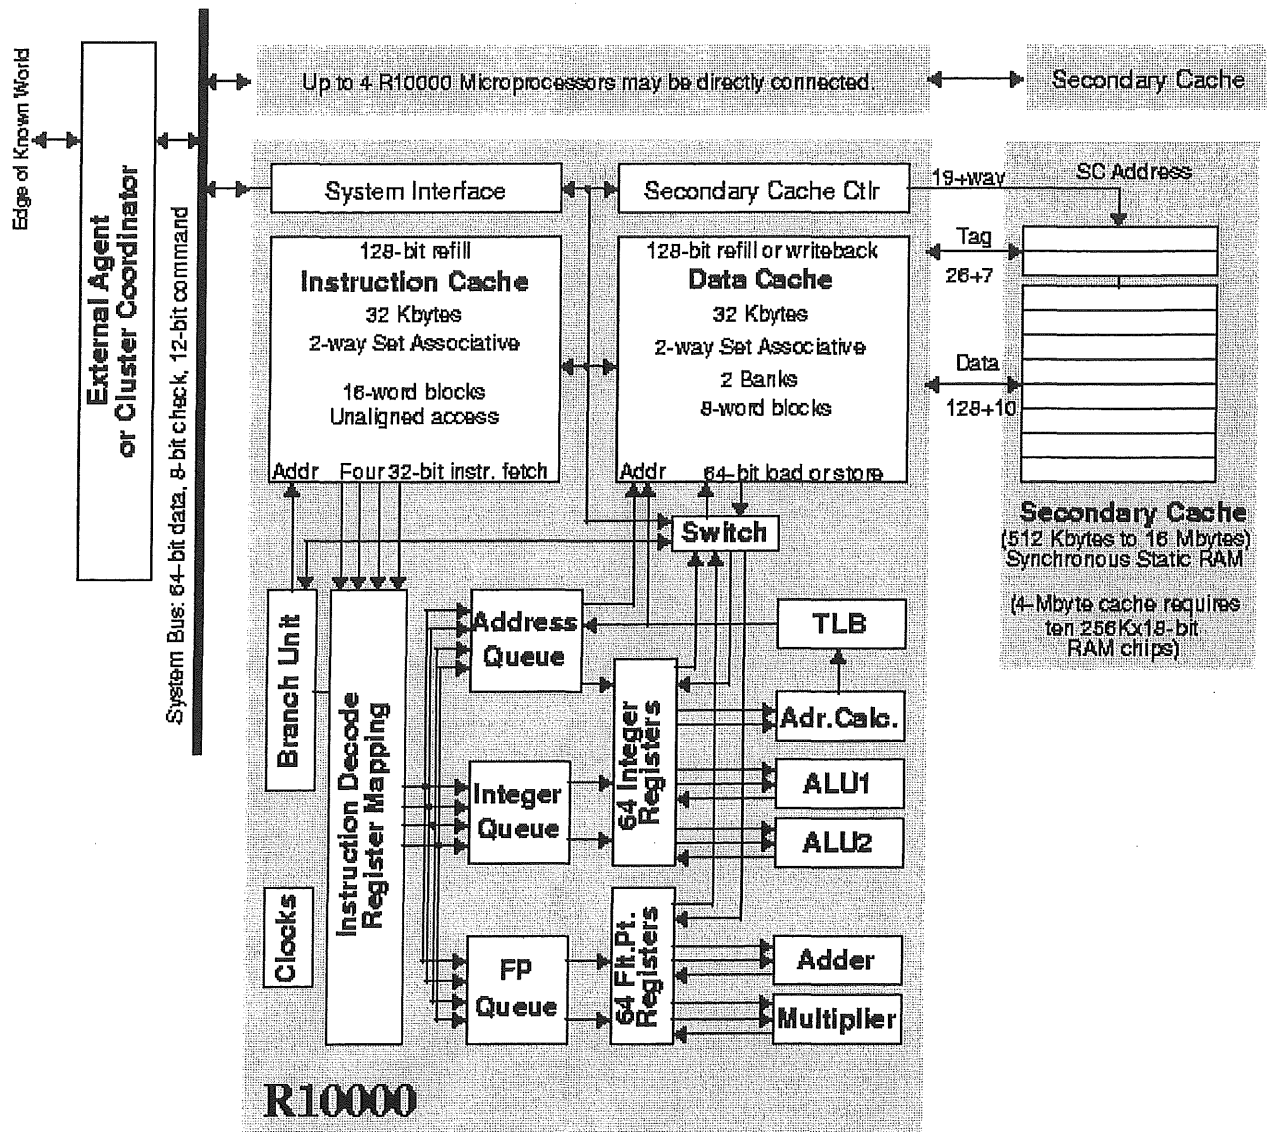 Edge of Known World
External Agent
or Cluster Coordinator
System Bus: 64-bit data, 8-bit check, 12-bit command
Up to 4 R10000 Microprocessors may be directly connected.
Secondary Cache
System Interface
Secondary Cache Ctlr
19+way
SC Address
128-bit refill
Instruction Cache
32 Kbytes
2-way Set Associative
16-word blocks
Unaligned access
Addr
Four 32-bit instr. fetch
128-bit refill or writeback
Data Cache
32 Kbytes
2-way Set Associative
2 Banks
8-word blocks
Addr
64-bit load or store
Tag
26+7
Data
128+10
Secondary Cache
(512 Kbytes to 16 Mbytes)
Synchronous Static RAM
(4-Mbyte cache requires
ten 256Kx18-bit
RAM chips)
Switch
Branch Unit
Clocks
Instruction Decode
Register Mapping
Address
Queue
Integer
Queue
FP
Queue
64 Integer
Registers
64 Flt.Pt.
Registers
TLB
Adr.Calc.
ALU1
ALU2
Adder
Multiplier
R10000